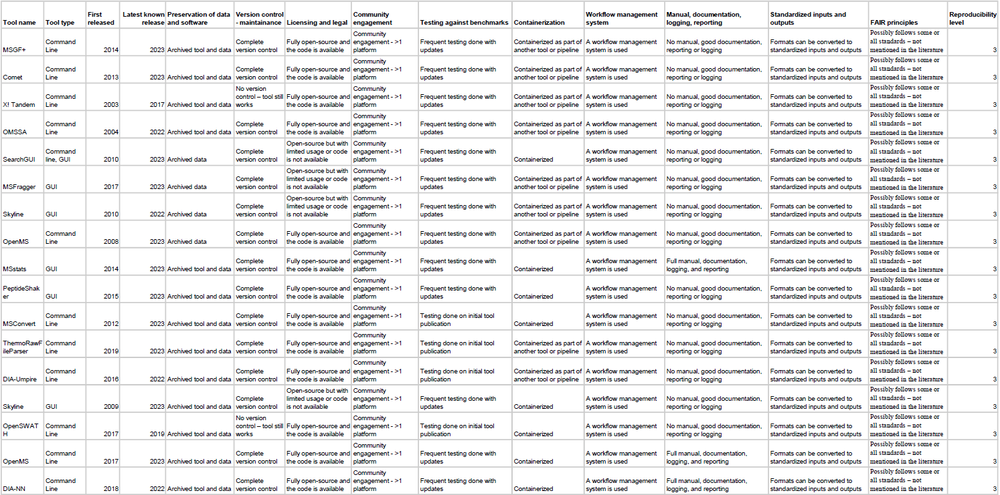 Tool name Tool type First released Latest known release Preservation of data and software Version control - maintainance Licensing and legal Community engagement Testing against benchmarks Containerization Workflow management system Manual, documentation, logging, reporting Standardized inputs and outputs FAIR principles Reproducibility level
MSGF+ Command Line 2014 2023 Archived tool and data Complete version control Fully open-source and the code is available Community engagement - >1 platform Frequent testing done with updates Containerized as part of another tool or pipeline A workflow management system is used No manual, good documentation, reporting or logging Formats can be converted to standardized inputs and outputs Possibly follows some or all standards – not mentioned in the literature 3
Comet Command Line 2013 2023 Archived tool and data Complete version control Fully open-source and the code is available Community engagement - >1 platform Frequent testing done with updates Containerized as part of another tool or pipeline A workflow management system is used No manual, good documentation, reporting or logging Formats can be converted to standardized inputs and outputs Possibly follows some or all standards – not mentioned in the literature 3
X! Tandem Command Line 2003 2017 Archived tool and data No version control – tool still works Fully open-source and the code is available Community engagement - >1 platform Frequent testing done with updates Containerized as part of another tool or pipeline A workflow management system is used No manual, good documentation, reporting or logging Formats can be converted to standardized inputs and outputs Possibly follows some or all standards – not mentioned in the literature 3
OMSSA Command Line 2004 2022 Archived tool and data Complete version control Fully open-source and the code is available Community engagement - >1 platform Frequent testing done with updates Containerized as part of another tool or pipeline A workflow management system is used No manual, good documentation, reporting or logging Formats can be converted to standardized inputs and outputs Possibly follows some or all standards – not mentioned in the literature 3
SearchGUI Command line, GUI 2010 2023 Archived data Complete version control Open-source but with limited usage or code is not available Community engagement - >1 platform Frequent testing done with updates Containerized A workflow management system is used No manual, good documentation, reporting or logging Formats can be converted to standardized inputs and outputs Possibly follows some or all standards – not mentioned in the literature 3
MSFragger GUI 2017 2023 Archived data Complete version control Open-source but with limited usage or code is not available Community engagement - >1 platform Frequent testing done with updates Containerized as part of another tool or pipeline A workflow management system is used No manual, good documentation, reporting or logging Formats can be converted to standardized inputs and outputs Possibly follows some or all standards – not mentioned in the literature 3
Skyline GUI 2010 2022 Archived data Complete version control Open-source but with limited usage or code is not available Community engagement - >1 platform Frequent testing done with updates Containerized as part of another tool or pipeline A workflow management system is used No manual, good documentation, reporting or logging Formats can be converted to standardized inputs and outputs Possibly follows some or all standards – not mentioned in the literature 3
OpenMS Command Line 2008 2023 Archived data Complete version control Fully open-source and the code is available Community engagement - >1 platform Frequent testing done with updates Containerized as part of another tool or pipeline A workflow management system is used No manual, good documentation, reporting or logging Formats can be converted to standardized inputs and outputs Possibly follows some or all standards – not mentioned in the literature 3
MSstats GUI 2014 2023 Archived tool and data Complete version control Fully open-source and the code is available Community engagement - >1 platform Frequent testing done with updates Containerized A workflow management system is used Full manual, documentation, logging, and reporting Formats can be converted to standardized inputs and outputs Possibly follows some or all standards – not mentioned in the literature 3
PeptideShaker GUI 2015 2023 Archived tool and data Complete version control Fully open-source and the code is available Community engagement - >1 platform Frequent testing done with updates Containerized A workflow management system is used No manual, good documentation, reporting or logging Formats can be converted to standardized inputs and outputs Possibly follows some or all standards – not mentioned in the literature 3
MSConvert Command Line 2012 2023 Archived tool and data Complete version control Fully open-source and the code is available Community engagement - >1 platform Testing done on initial tool publication Containerized A workflow management system is used No manual, good documentation, reporting or logging Formats can be converted to standardized inputs and outputs Possibly follows some or all standards – not mentioned in the literature 3
ThermoRawFileParser Command Line 2019 2023 Archived tool and data Complete version control Fully open-source and the code is available Community engagement - >1 platform Testing done on initial tool publication Containerized as part of another tool or pipeline A workflow management system is used No manual, good documentation, reporting or logging Formats can be converted to standardized inputs and outputs Possibly follows some or all standards – not mentioned in the literature 3
DIA-Umpire Command Line 2016 2022 Archived tool and data Complete version control Fully open-source and the code is available Community engagement - >1 platform Testing done on initial tool publication Containerized as part of another tool or pipeline A workflow management system is used No manual, good documentation, reporting or logging Formats can be converted to standardized inputs and outputs Possibly follows some or all standards – not mentioned in the literature 3
Skyline GUI 2009 2023 Archived tool and data Complete version control Open-source but with limited usage or code is not available Community engagement - >1 platform Frequent testing done with updates Containerized A workflow management system is used No manual, good documentation, reporting or logging Formats can be converted to standardized inputs and outputs Possibly follows some or all standards – not mentioned in the literature 3
OpenSWATH Command Line 2017 2019 Archived tool and data No version control – tool still works Fully open-source and the code is available Community engagement - >1 platform Testing done on initial tool publication Containerized A workflow management system is used No manual, good documentation, reporting or logging Formats can be converted to standardized inputs and outputs Possibly follows some or all standards – not mentioned in the literature 3
OpenMS Command Line 2017 2023 Archived tool and data Complete version control Fully open-source and the code is available Community engagement - >1 platform Frequent testing done with updates Containerized A workflow management system is used Full manual, documentation, logging, and reporting Formats can be converted to standardized inputs and outputs Possibly follows some or all standards – not mentioned in the literature 3
DIA-NN Command Line 2018 2022 Archived tool and data Complete version control Fully open-source and the code is available Community engagement - >1 platform Frequent testing done with updates Containerized A workflow management system is used Full manual, documentation, logging, and reporting Formats can be converted to standardized inputs and outputs Possibly follows some or all standards – not mentioned in the literature 3